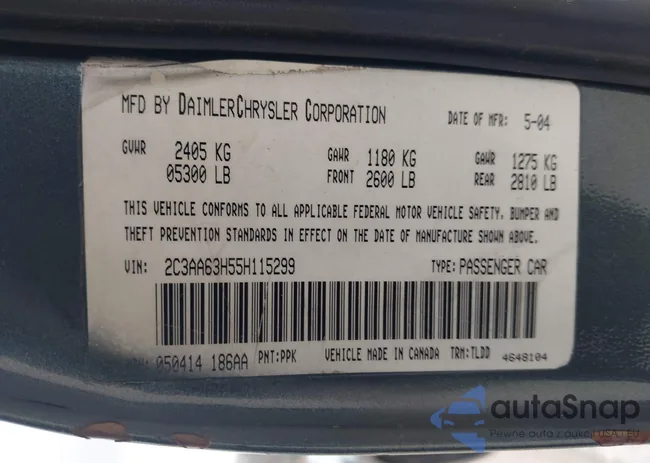 MFD BY DAIMLERCHRYSLER CORPORATION DATE OF MFR: 5-04
GVWR 2405 KG GAWR 1180 KG GAWR 1275 KG
05300 LB FRONT 2600 LB REAR 2810 LB
THIS VEHICLE CONFORMS TO ALL APPLICABLE FEDERAL MOTOR VEHICLE SAFETY, BUMPER AND
THEFT PREVENTION STANDARDS IN EFFECT ON THE DATE OF MANUFACTURE SHOWN ABOVE.
VIN: 2C3AA63H55H115299 TYPE: PASSENGER CAR
050414 186AA PNT:PPK VEHICLE MADE IN CANADA TRM:TLDD 4648104
autaSnap
Pewne auta z aukcji